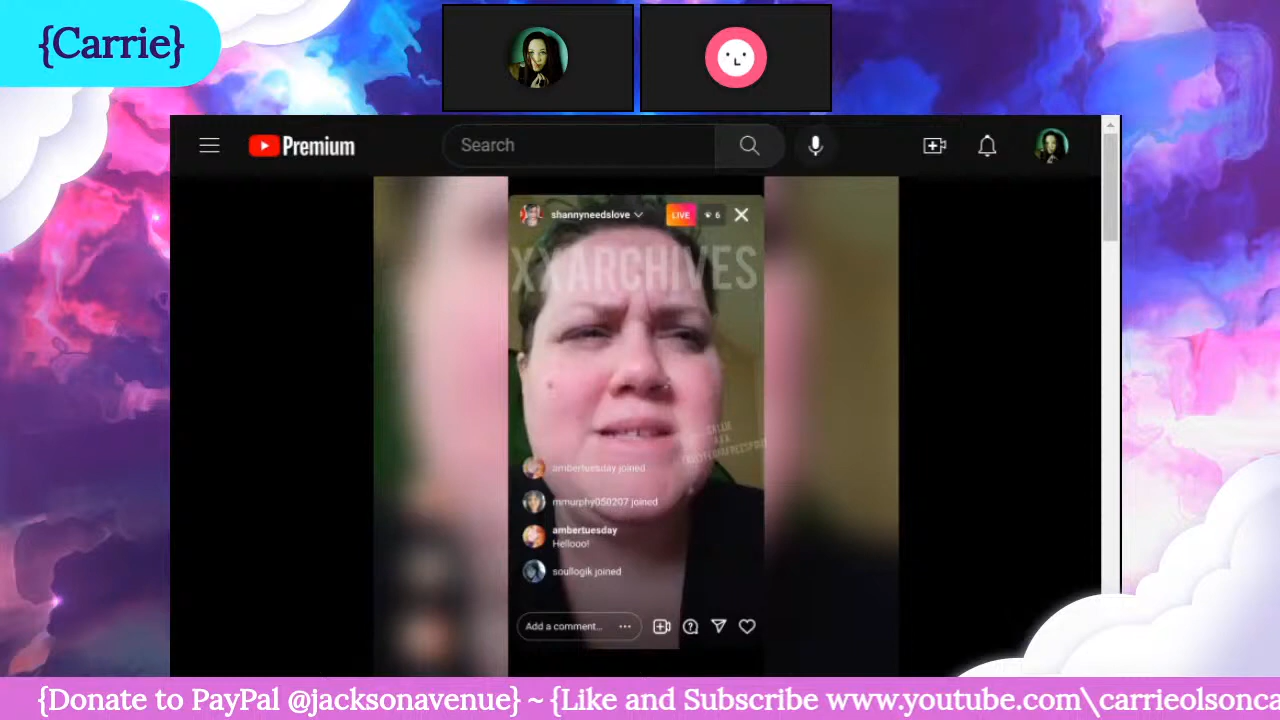 {Carrie}
Premium
Search
shannyneedslove
LIVE
6
XXARCHIVES
ambertuesday joined
mmurphy050207 joined
ambertuesday
Hellooo!
soullogik joined
Add a comment...
{Donate to PayPal @jacksonavenue} ~ {Like and Subscribe www.youtube.com\carrieolsonca